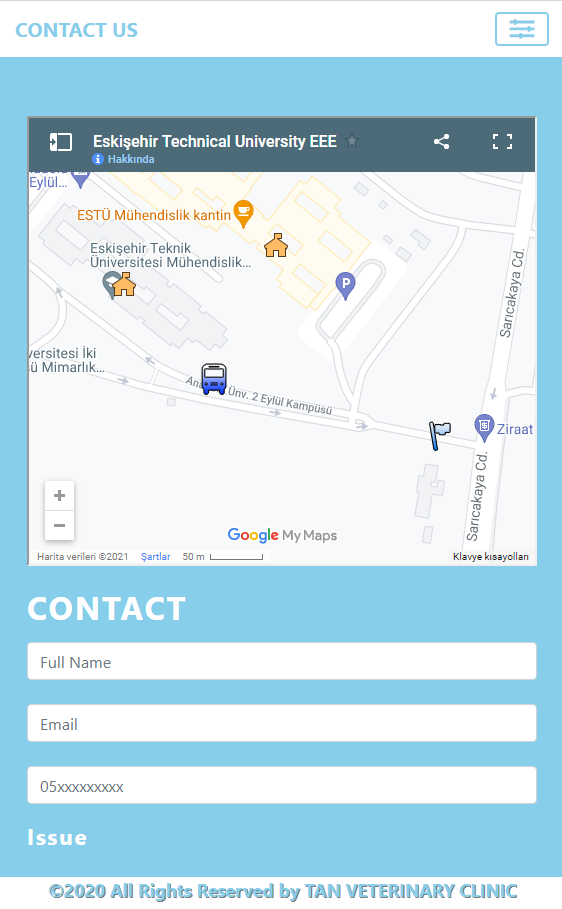 CONTACT US
Eskişehir Technical University EEE
Hakkında
Eylül...
ESTÜ Mühendislik kantin
Eskişehir Teknik
Üniversitesi Mühendislik...
P
Sarıcakaya Cd.
versitesi İki
ü Mimarlık...
Ünv. 2 Eylül Kampüsü
Ziraat
Sarıcakaya Cd.
+
−
Google My Maps
Harita verileri ©2021 Şartlar 50 m
Klavye kısayolları
CONTACT
Full Name
Email
05xxxxxxxxx
Issue
©2020 All Rights Reserved by TAN VETERINARY CLINIC